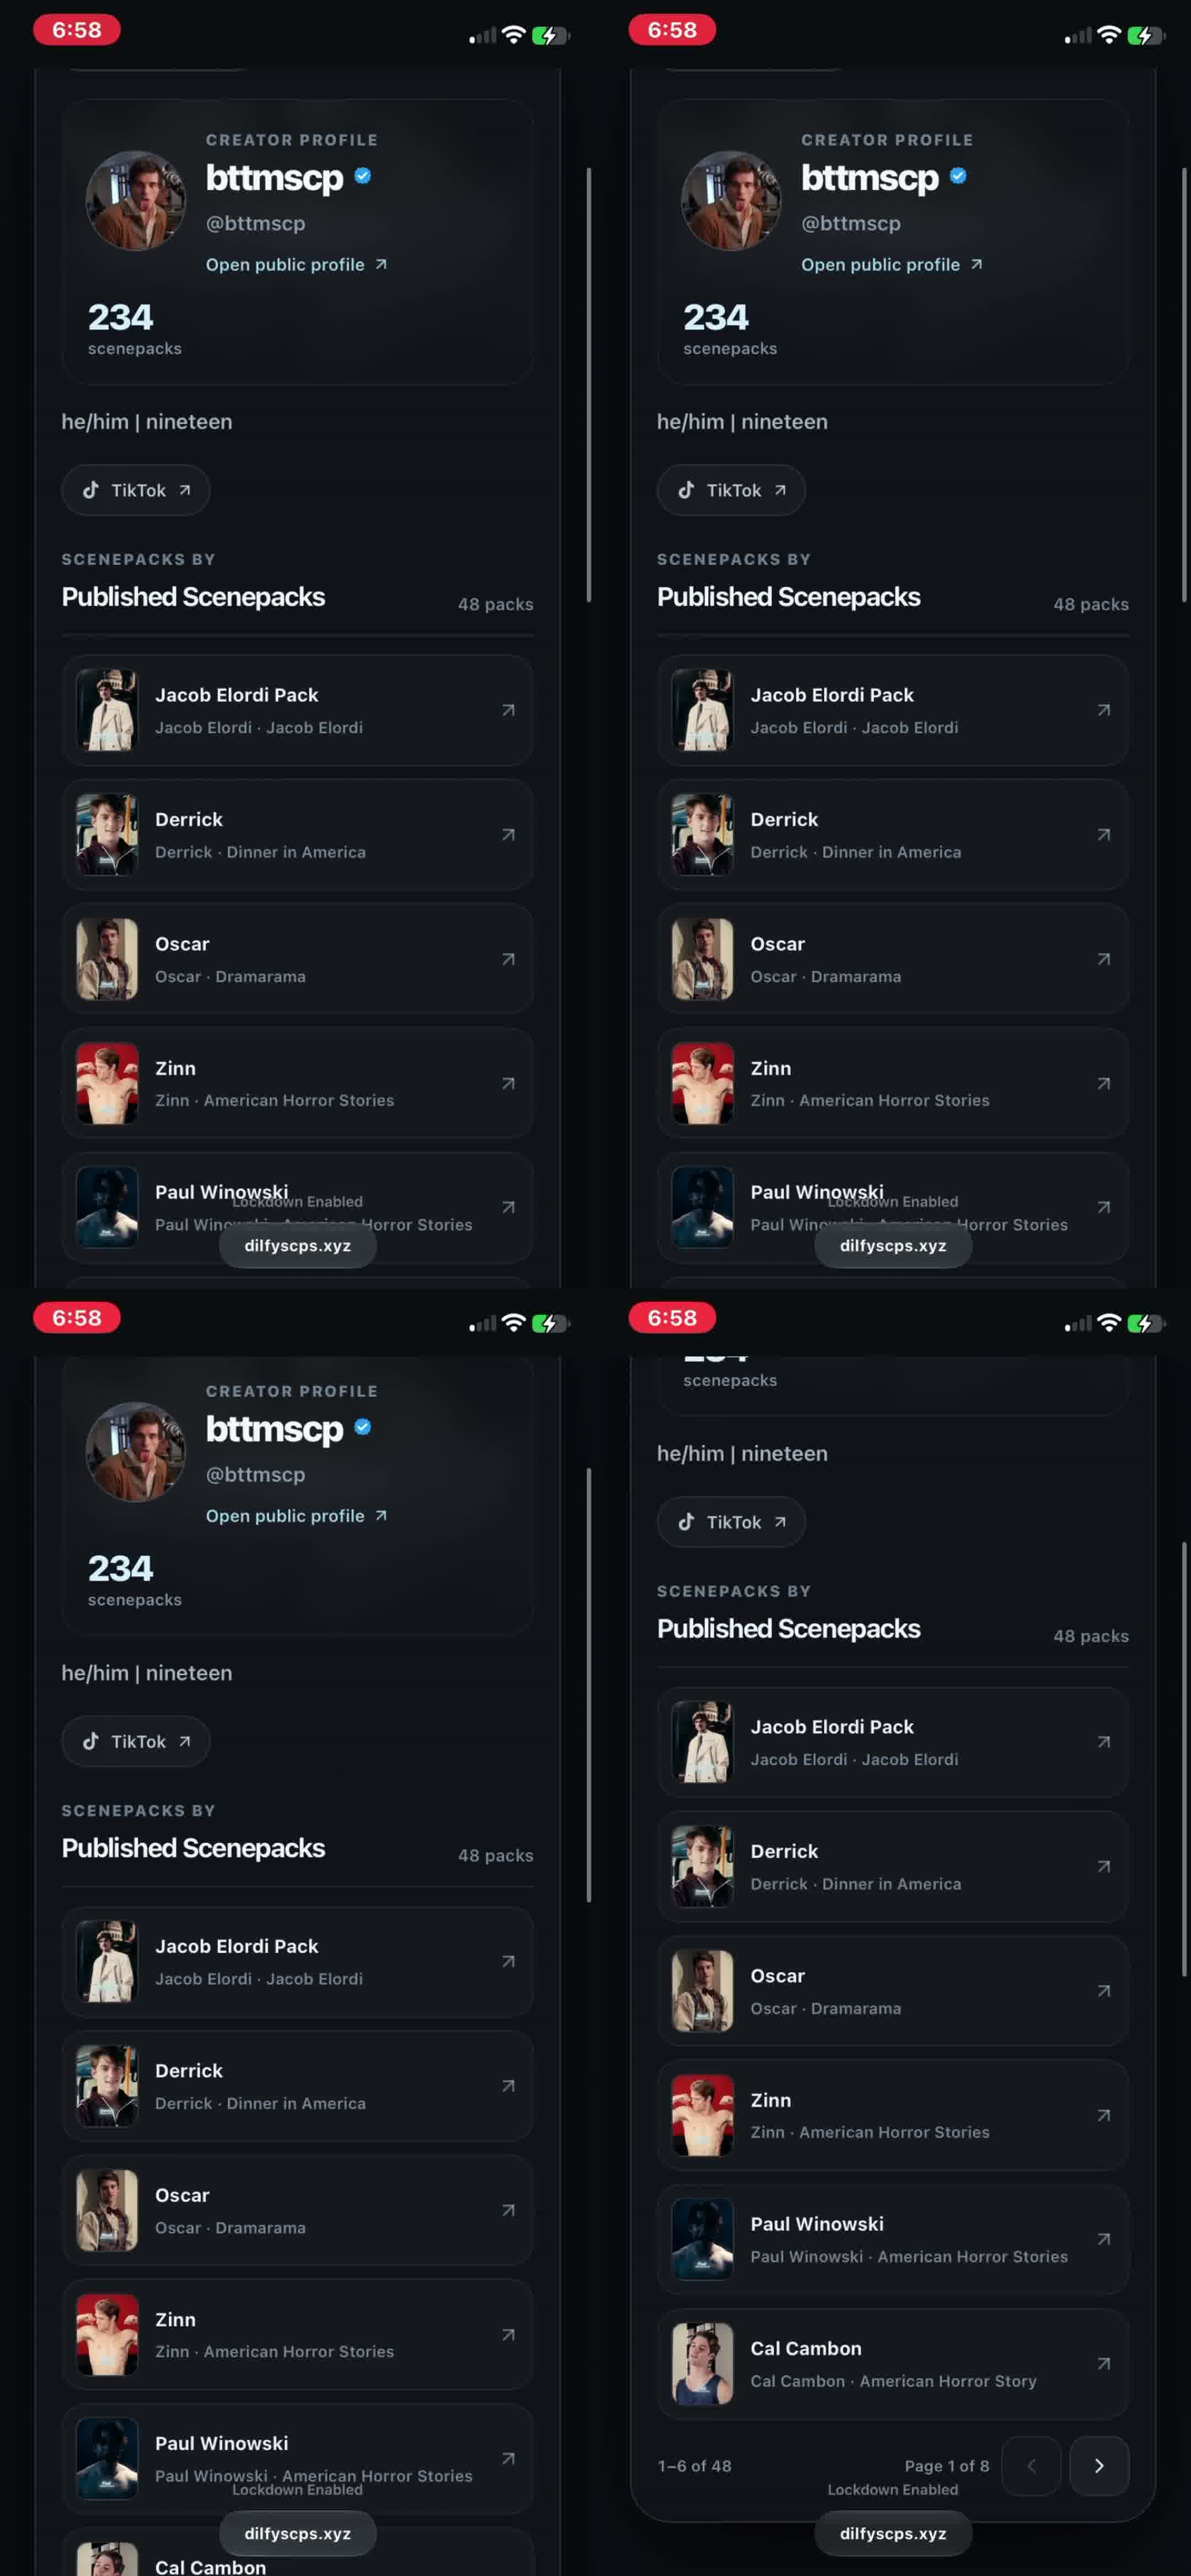 6:58
CREATOR PROFILE
bttmscp
@bttmscp
Open public profile
234
scenepacks
he/him | nineteen
TikTok
SCENEPACKS BY
Published Scenepacks
48 packs
Jacob Elordi Pack
Jacob Elordi · Jacob Elordi
Derrick
Derrick · Dinner in America
Oscar
Oscar · Dramarama
Zinn
Zinn · American Horror Stories
Paul Winowski
Lockdown Enabled
Paul Winowski · American Horror Stories
dilfyscps.xyz
6:58
CREATOR PROFILE
bttmscp
@bttmscp
Open public profile
234
scenepacks
he/him | nineteen
TikTok
SCENEPACKS BY
Published Scenepacks
48 packs
Jacob Elordi Pack
Jacob Elordi · Jacob Elordi
Derrick
Derrick · Dinner in America
Oscar
Oscar · Dramarama
Zinn
Zinn · American Horror Stories
Paul Winowski
Lockdown Enabled
Paul Winowski · American Horror Stories
dilfyscps.xyz
6:58
CREATOR PROFILE
bttmscp
@bttmscp
Open public profile
234
scenepacks
he/him | nineteen
TikTok
SCENEPACKS BY
Published Scenepacks
48 packs
Jacob Elordi Pack
Jacob Elordi · Jacob Elordi
Derrick
Derrick · Dinner in America
Oscar
Oscar · Dramarama
Zinn
Zinn · American Horror Stories
Paul Winowski
Paul Winowski · American Horror Stories
Lockdown Enabled
dilfyscps.xyz
Cal Cambon
6:58
scenepacks
he/him | nineteen
TikTok
SCENEPACKS BY
Published Scenepacks
48 packs
Jacob Elordi Pack
Jacob Elordi · Jacob Elordi
Derrick
Derrick · Dinner in America
Oscar
Oscar · Dramarama
Zinn
Zinn · American Horror Stories
Paul Winowski
Paul Winowski · American Horror Stories
Cal Cambon
Cal Cambon · American Horror Story
1–6 of 48
Page 1 of 8
Lockdown Enabled
dilfyscps.xyz